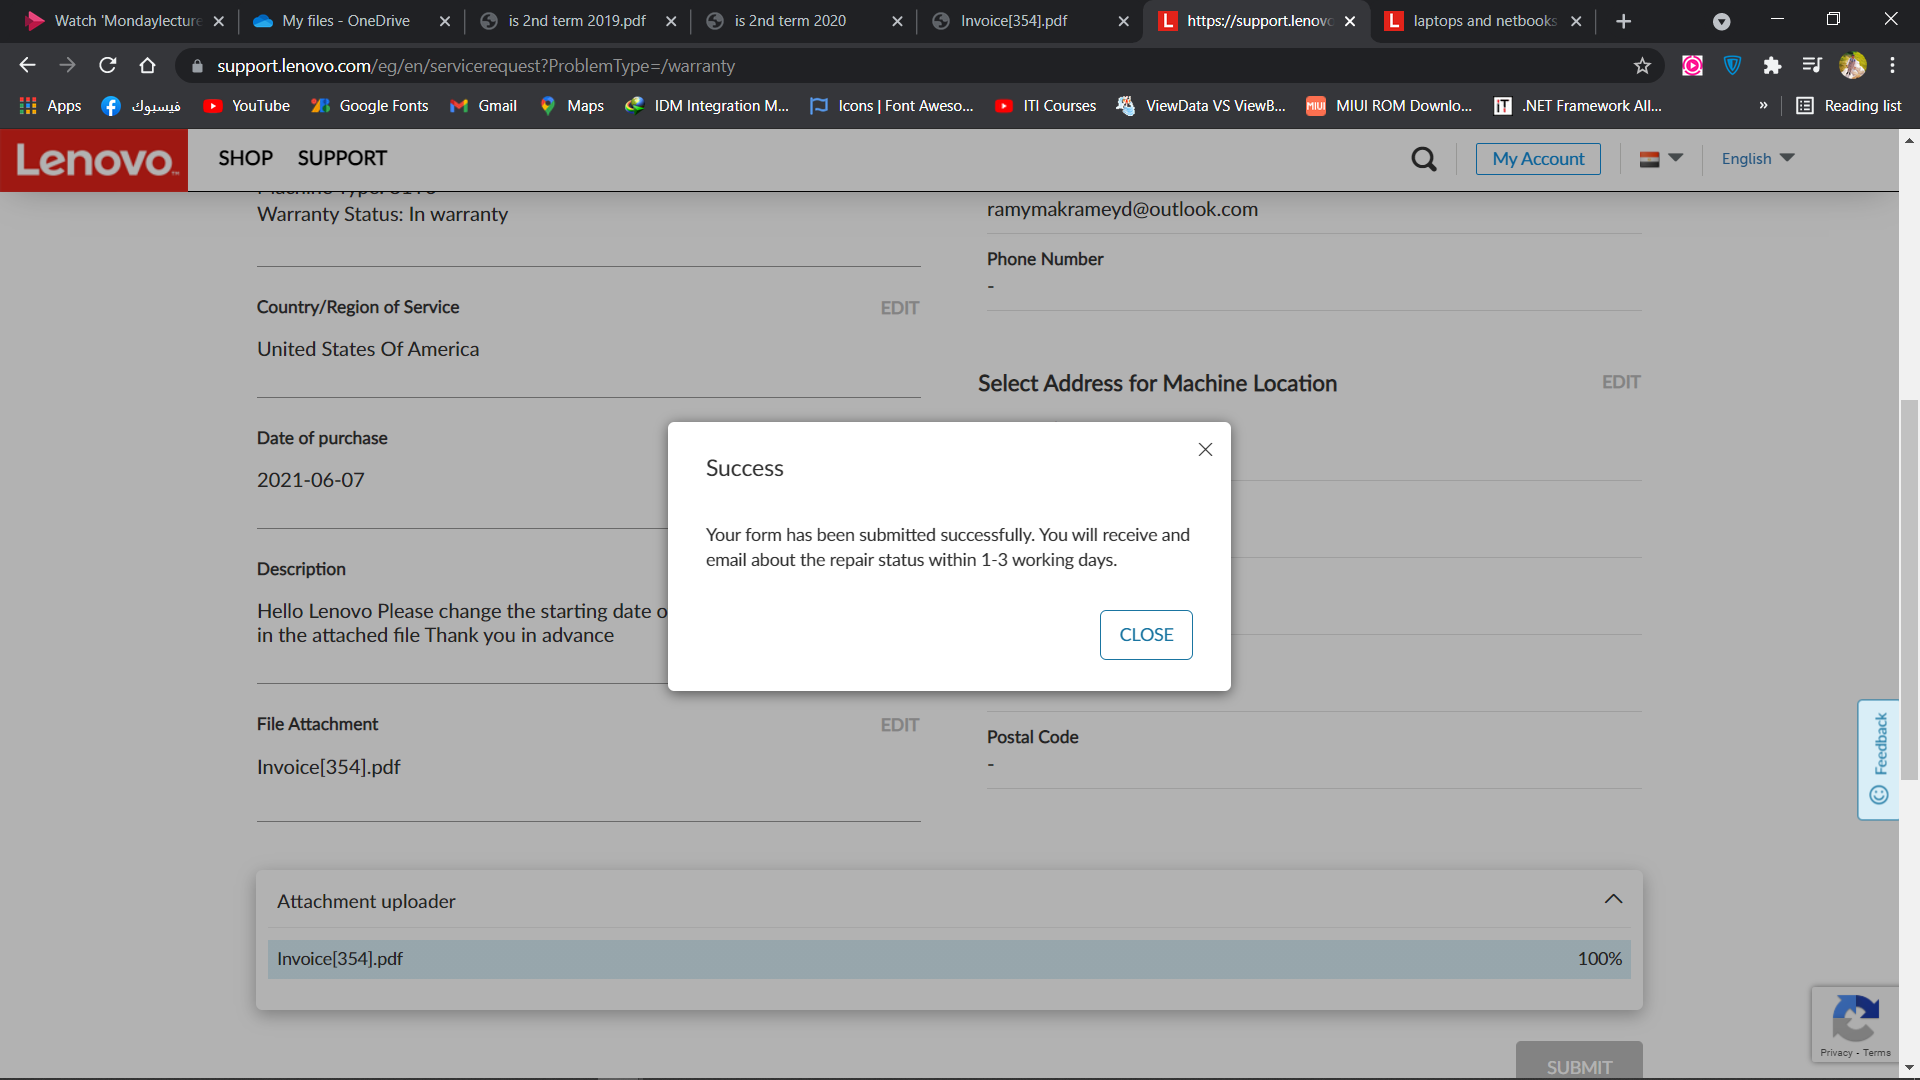 Watch 'Mondaylecture
My files - OneDrive
is 2nd term 2019.pdf
is 2nd term 2020
Invoice[354].pdf
https://support.lenovo
laptops and netbooks
support.lenovo.com/eg/en/servicerequest?ProblemType=/warranty
Apps
فيسبوك
YouTube
Google Fonts
Gmail
Maps
IDM Integration M...
Icons | Font Aweso...
ITI Courses
ViewData VS ViewB...
MIUI ROM Downlo...
.NET Framework All...
»
Reading list
Lenovo
SHOP
SUPPORT
My Account
English
Warranty Status: In warranty
ramymakrameyd@outlook.com
Phone Number
-
Country/Region of Service
EDIT
United States Of America
Select Address for Machine Location
EDIT
Date of purchase
2021-06-07
Success
Your form has been submitted successfully. You will receive and
email about the repair status within 1-3 working days.
CLOSE
Description
Hello Lenovo Please change the starting date o
in the attached file Thank you in advance
File Attachment
EDIT
Invoice[354].pdf
Postal Code
-
Feedback
Attachment uploader
Invoice[354].pdf
100%
Privacy - Terms
SUBMIT